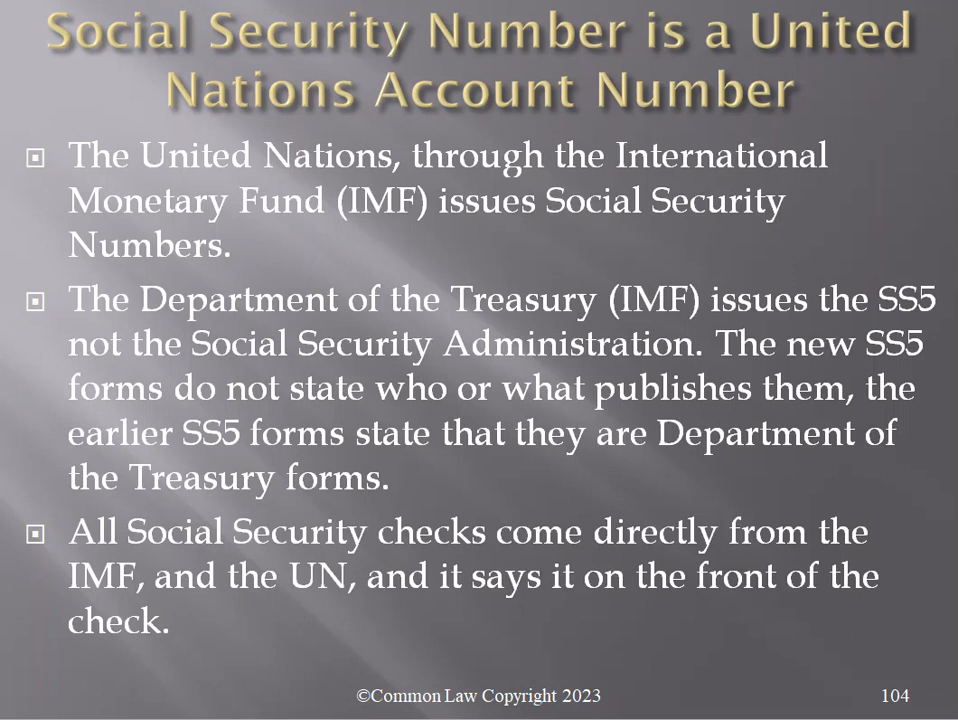 Social Security Number is a United
Nations Account Number
The United Nations, through the International
Monetary Fund (IMF) issues Social Security
Numbers.
The Department of the Treasury (IMF) issues the SS5
not the Social Security Administration. The new SS5
forms do not state who or what publishes them, the
earlier SS5 forms state that they are Department of
the Treasury forms.
All Social Security checks come directly from the
IMF, and the UN, and it says it on the front of the
check.
©Common Law Copyright 2023
104